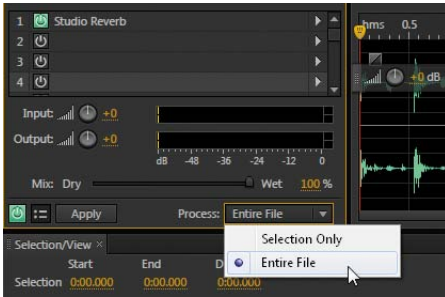 1 Studio Reverb
2
3
4
hms 0.5
+0 dB
Input: +0
Output: +0
dB -48 -36 -24 -12 0
Mix: Dry Wet 100 %
Apply Process: Entire File
Selection Only
Entire File
Selection/View ×
Start End D
Selection 0:00.000 0:00.000 0:00.000